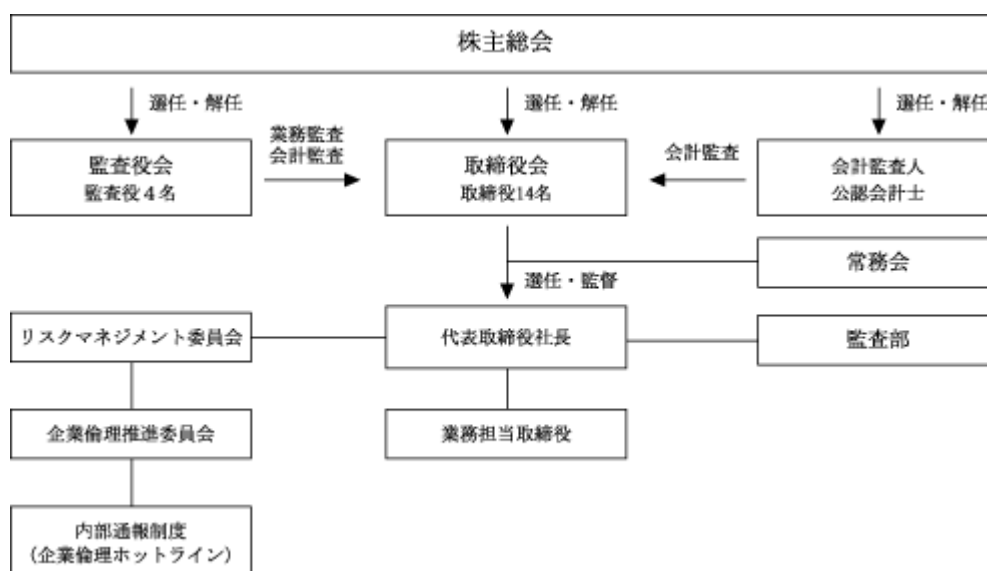 株主総会
選任・解任
選任・解任
選任・解任
業務監査
会計監査
会計監査
監査役会
監査役4名
取締役会
取締役14名
会計監査人
公認会計士
常務会
選任・監督
リスクマネジメント委員会
代表取締役社長
監査部
企業倫理推進委員会
業務担当取締役
内部通報制度
（企業倫理ホットライン）